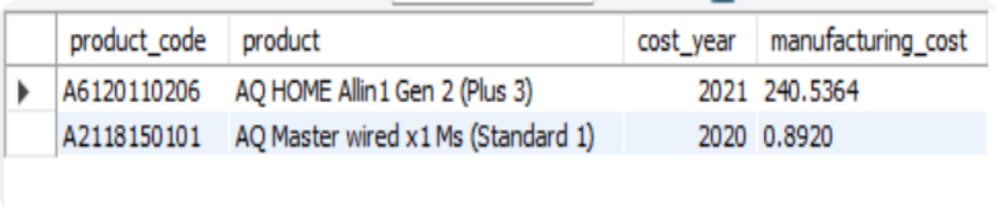 product_code product cost_year manufacturing_cost
A6120110206 AQ HOME Allin1 Gen 2 (Plus 3) 2021 240.5364
A2118150101 AQ Master wired x1 Ms (Standard 1) 2020 0.8920